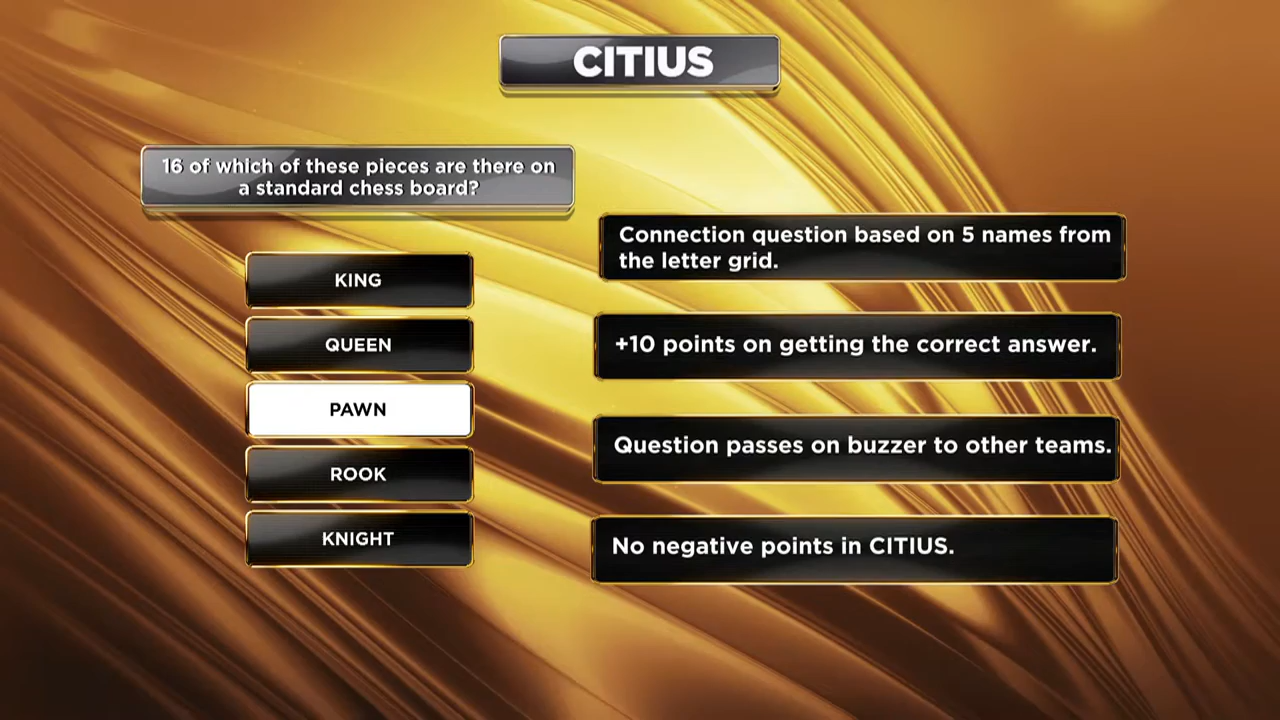 CITIUS
16 of which of these pieces are there on
a standard chess board?
KING
QUEEN
PAWN
ROOK
KNIGHT
Connection question based on 5 names from
the letter grid.
+10 points on getting the correct answer.
Question passes on buzzer to other teams.
No negative points in CITIUS.